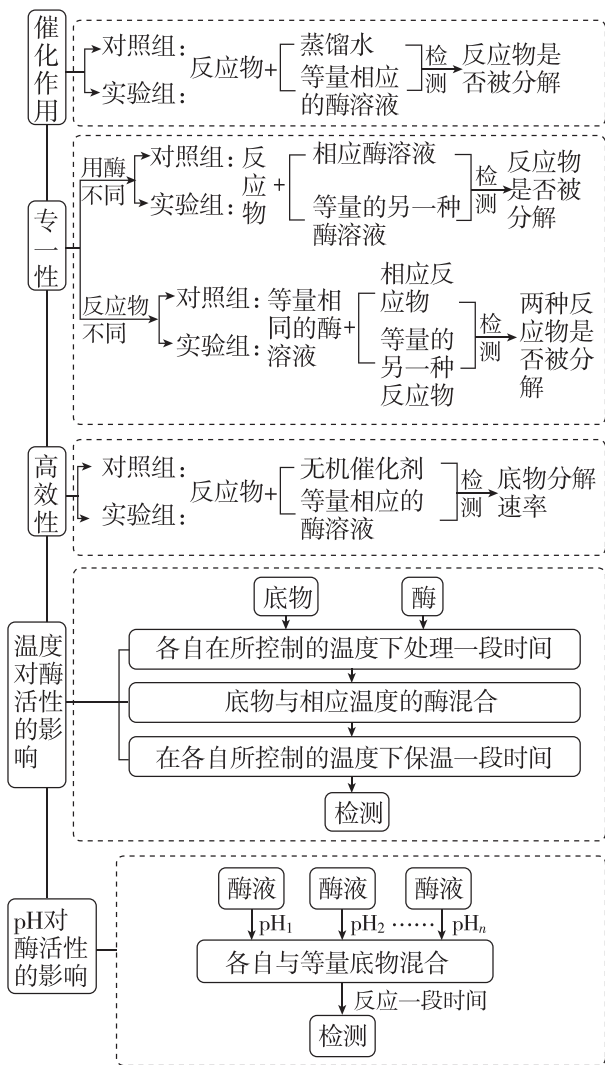 催化作用
对照组：
实验组：
反应物+
蒸馏水
等量相应
的酶溶液
检
测
反应物是
否被分解
专一性
用酶
不同
对照组：
实验组：
反
应
物
+
相应酶溶液
等量的另一种
酶溶液
检
测
反应物
是否被
分解
反应物
不同
对照组：
实验组：
等量相
同的酶+
溶液
相应反
应物
等量的
另一种
反应物
检
测
两种反
应物是
否被分
解
高效性
对照组：
实验组：
反应物+
无机催化剂
等量相应的
酶溶液
检
测
底物分解
速率
温度
对酶
活性
的影
响
底物
酶
各自在所控制的温度下处理一段时间
底物与相应温度的酶混合
在各自所控制的温度下保温一段时间
检测
pH对
酶活性
的影响
酶液 酶液 酶液
pH₁ pH₂ …… pHn
各自与等量底物混合
反应一段时间
检测